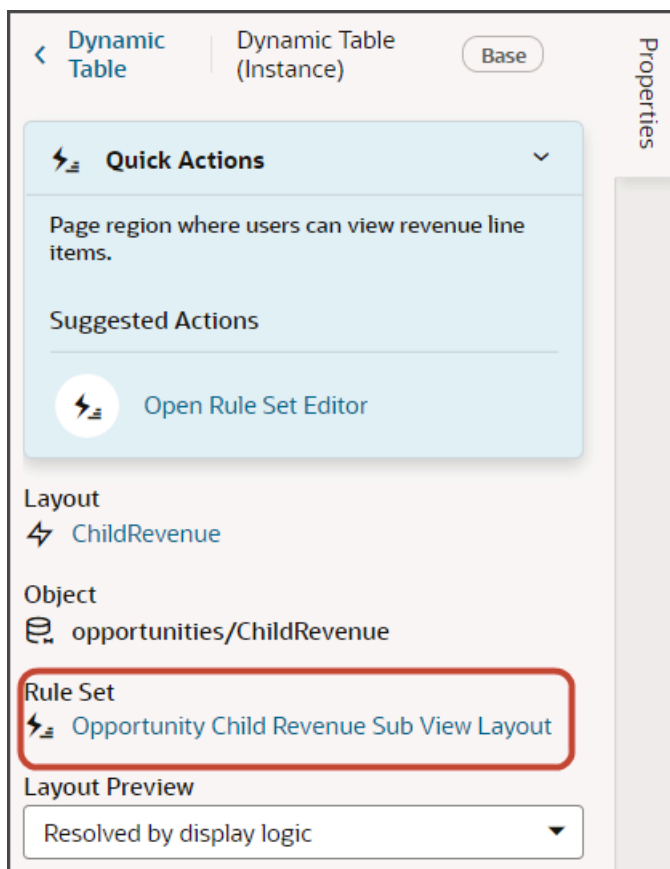 Dynamic
Table
Dynamic Table
(Instance)
Base
Properties
Quick Actions
Page region where users can view revenue line
items.
Suggested Actions
Open Rule Set Editor
Layout
ChildRevenue
Object
opportunities/ChildRevenue
Rule Set
Opportunity Child Revenue Sub View Layout
Layout Preview
Resolved by display logic